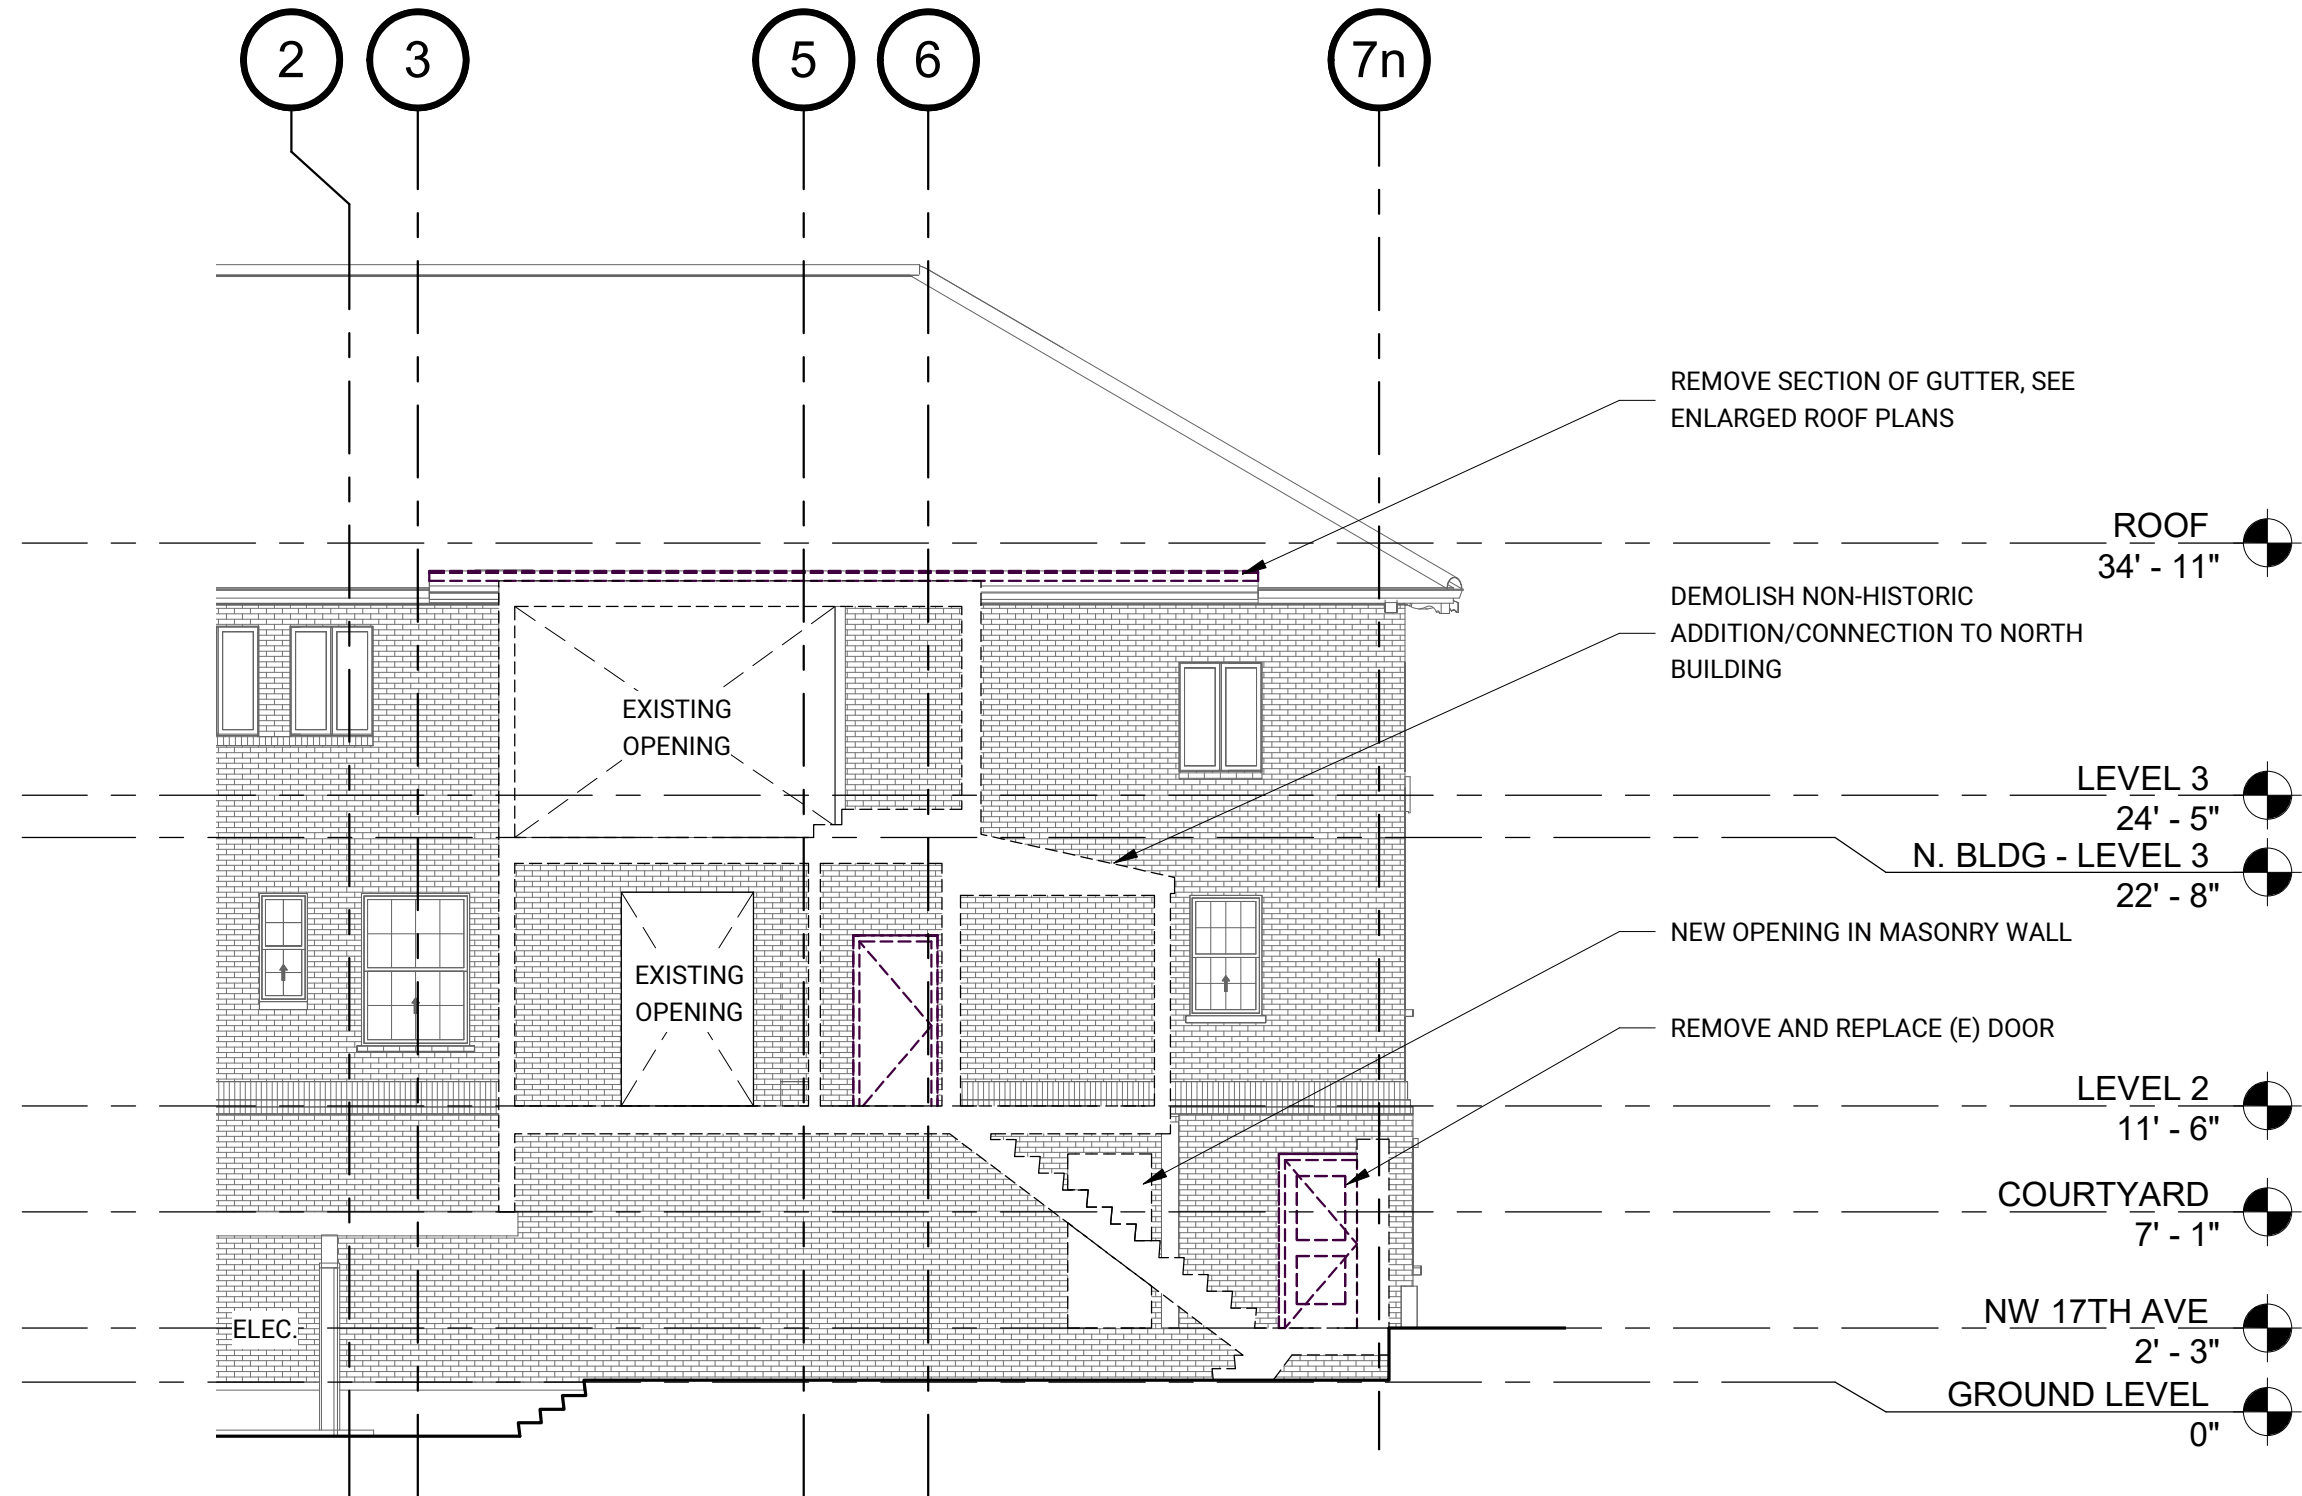 2
3
5
6
7n
REMOVE SECTION OF GUTTER, SEE
ENLARGED ROOF PLANS
ROOF
34' - 11"
DEMOLISH NON-HISTORIC
ADDITION/CONNECTION TO NORTH
BUILDING
EXISTING
OPENING
LEVEL 3
24' - 5"
N. BLDG - LEVEL 3
22' - 8"
NEW OPENING IN MASONRY WALL
EXISTING
OPENING
REMOVE AND REPLACE (E) DOOR
LEVEL 2
11' - 6"
COURTYARD
7' - 1"
NW 17TH AVE
2' - 3"
ELEC.
GROUND LEVEL
0"